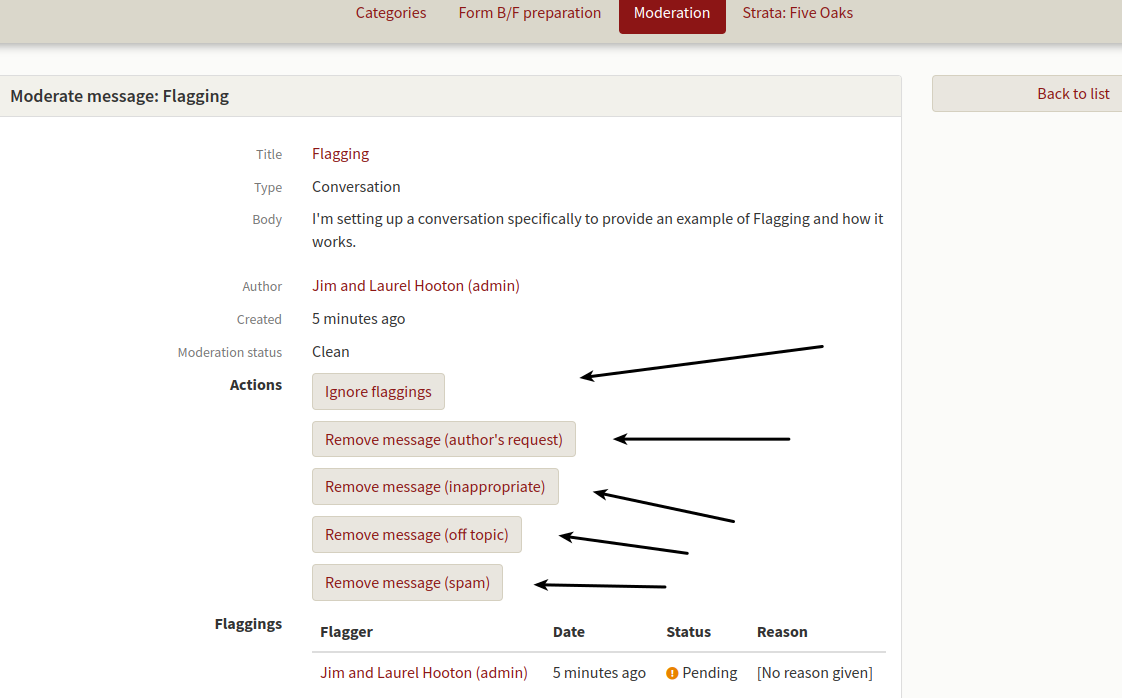 Categories Form B/F preparation Moderation Strata: Five Oaks
Moderate message: Flagging
Back to list
Title Flagging
Type Conversation
Body I'm setting up a conversation specifically to provide an example of Flagging and how it
works.
Author Jim and Laurel Hooton (admin)
Created 5 minutes ago
Moderation status Clean
Actions Ignore flaggings
Remove message (author's request)
Remove message (inappropriate)
Remove message (off topic)
Remove message (spam)
Flaggings Flagger Date Status Reason
Jim and Laurel Hooton (admin) 5 minutes ago ! Pending [No reason given]